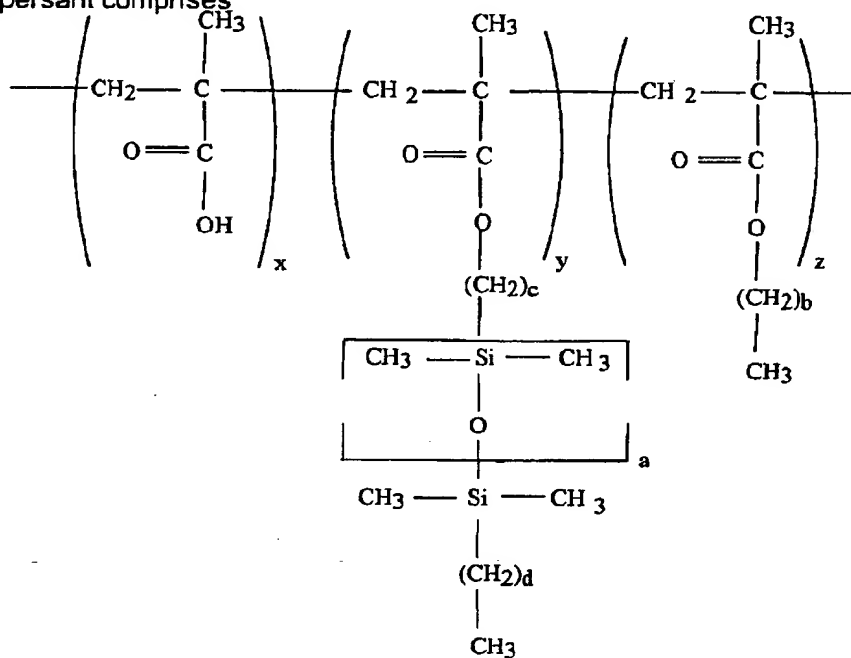 persant comprises
CH3 CH3 CH3
CH2 C CH2 C CH2 C
O C O C O C
OH O O
x y z
(CH2)c (CH2)b
CH3 Si CH3 CH3
O
a
CH3 Si CH3
(CH2)d
CH3